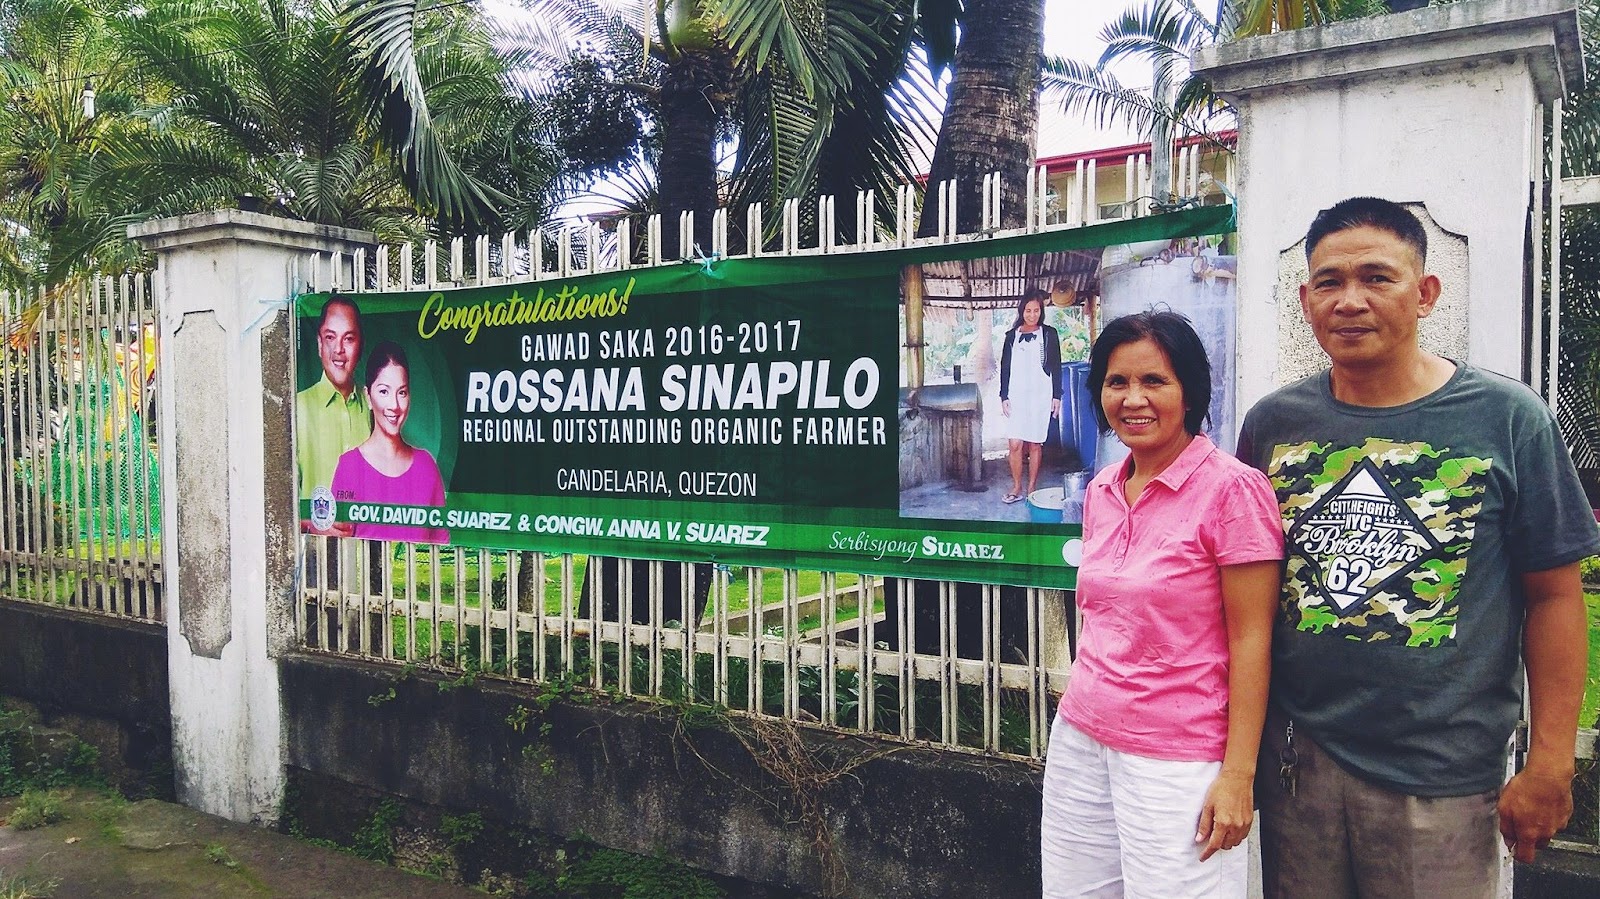 Congratulations!
GAWAD SAKA 2016-2017
ROSSANA SINAPILO
REGIONAL OUTSTANDING ORGANIC FARMER
CANDELARIA, QUEZON
FROM
GOV. DAVID C. SUAREZ & CONGW. ANNA V. SUAREZ
Serbisyong SUAREZ
CITI HEIGHTS
NYC
Brooklyn
62